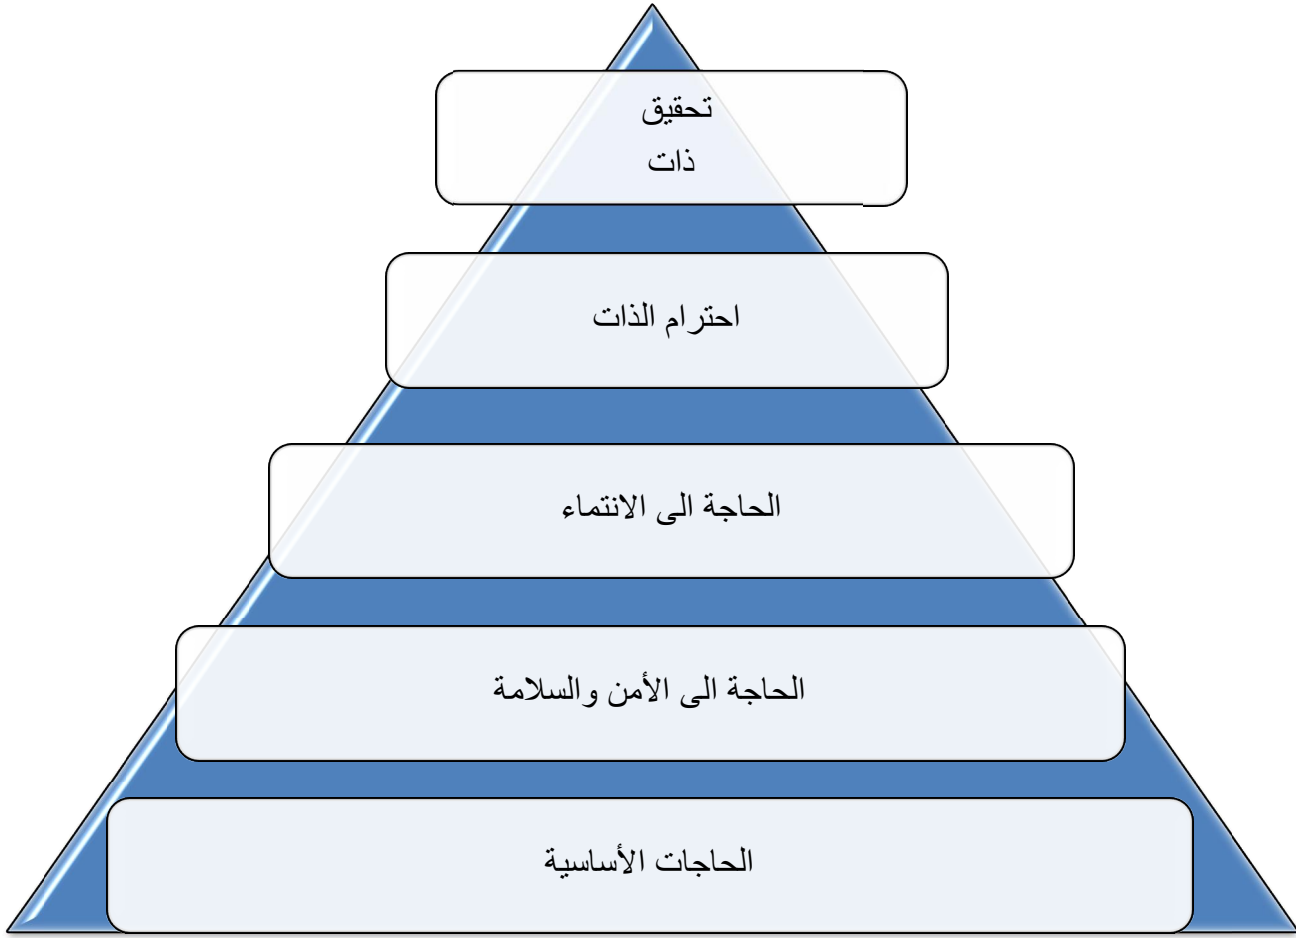 تحقيق
ذات
احترام الذات
الحاجة الى الانتماء
الحاجة الى الأمن والسلامة
الحاجات الأساسية